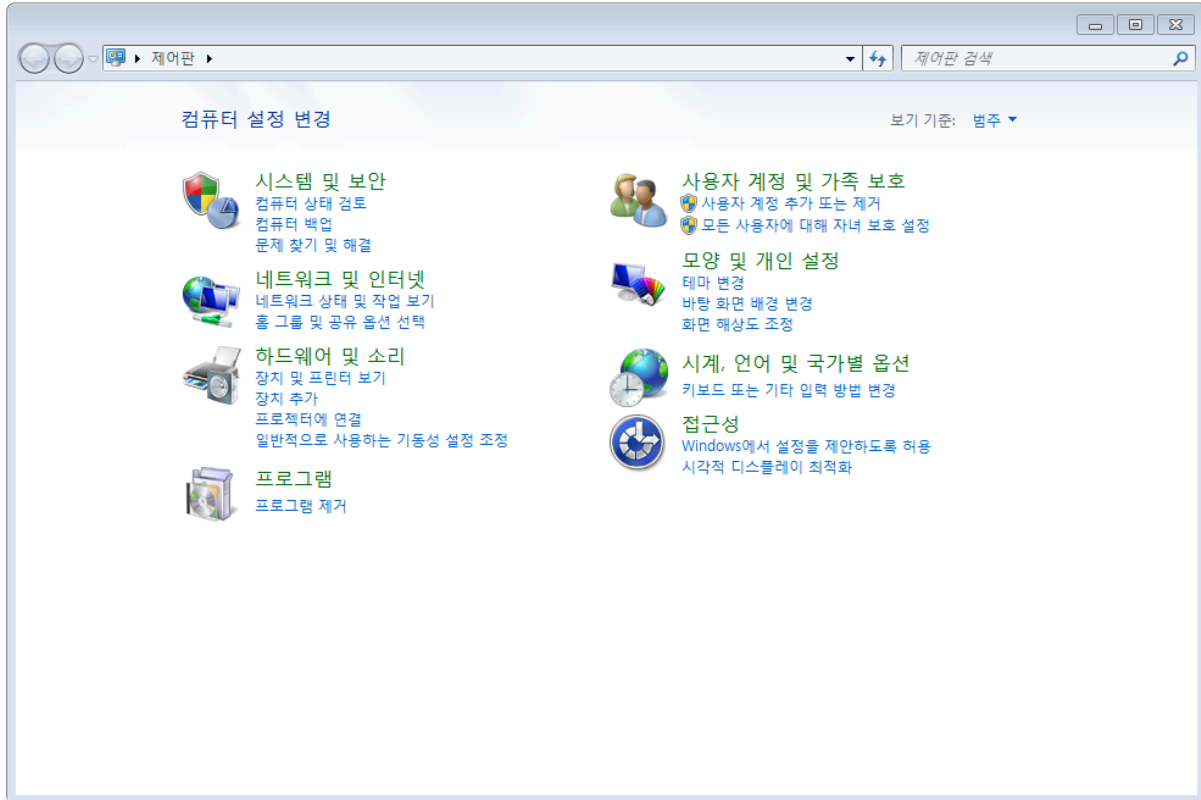 제어판
제어판 검색
컴퓨터 설정 변경
보기 기준: 범주
시스템 및 보안
컴퓨터 상태 검토
컴퓨터 백업
문제 찾기 및 해결
네트워크 및 인터넷
네트워크 상태 및 작업 보기
홈 그룹 및 공유 옵션 선택
하드웨어 및 소리
장치 및 프린터 보기
장치 추가
프로젝터에 연결
일반적으로 사용하는 기동성 설정 조정
프로그램
프로그램 제거
사용자 계정 및 가족 보호
사용자 계정 추가 또는 제거
모든 사용자에 대해 자녀 보호 설정
모양 및 개인 설정
테마 변경
바탕 화면 배경 변경
화면 해상도 조정
시계, 언어 및 국가별 옵션
키보드 또는 기타 입력 방법 변경
접근성
Windows에서 설정을 제안하도록 허용
시각적 디스플레이 최적화